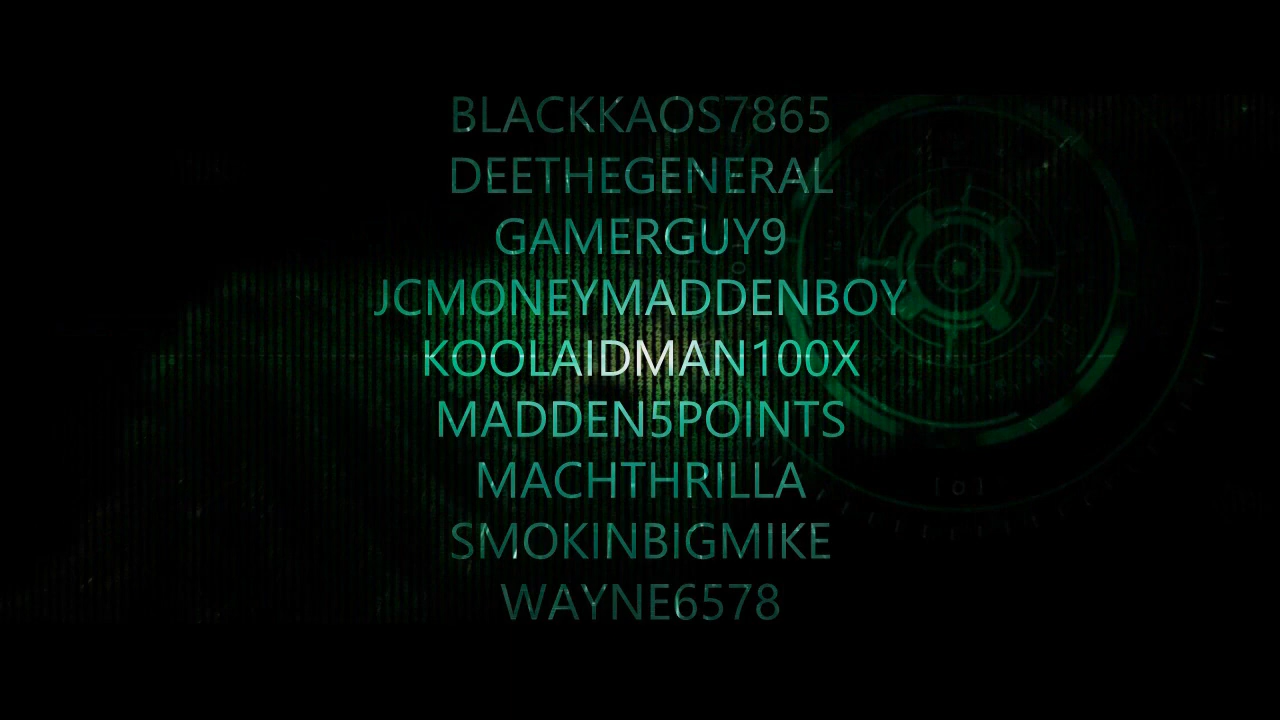 BLACKKAOS7865
DEETHEGENERAL
GAMERGUY9
JCMONEYMADDENBOY
KOOLAIDMAN100X
MADDEN5POINTS
MACHTHRILLA
SMOKINBIGMIKE
WAYNE6578